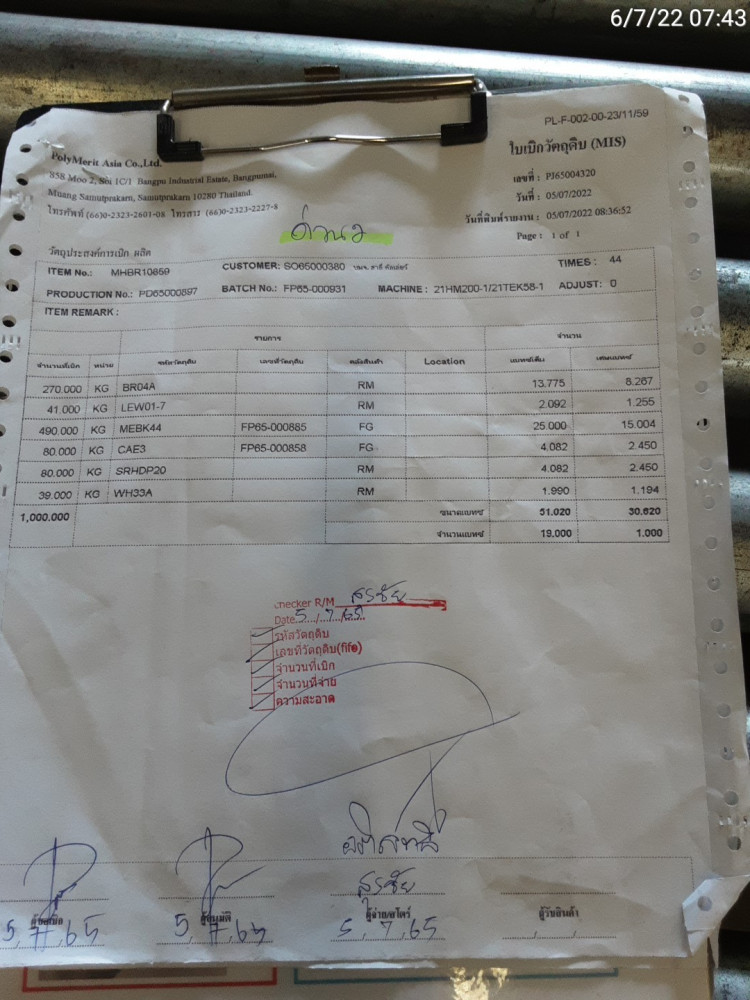 6/7/22 07:43
PL-F-002-00-23/11/59
PolyMerit Asia Co.,Ltd.
ใบเบิกวัตถุดิบ (MIS)
858 Moo 2, Soi 1C/1 Bangpu Industrial Estate, Bangpumai,
Muang Samutprakarn, Samutprakarn 10280 Thailand.
โทรศัพท์ (66)0-2323-2601-08 โทรสาร (66)0-2323-2227-8
เลขที่ : PJ65004320
วันที่ : 05/07/2022
วันที่พิมพ์รายงาน : 05/07/2022 08:36:52
Page : 1 of 1
ด่วน
วัตถุประสงค์การเบิก ผลิต
ITEM No.: MHBR10859 CUSTOMER: SO65000380 TIMES : 44
PRODUCTION No.: PD65000897 BATCH No.: FP65-000931 MACHINE : 21HM200-1/21TEK58-1 ADJUST: 0
ITEM REMARK :
รายการ จำนวน
จำนวนที่เบิก หน่วย รหัสวัตถุดิบ เลขที่วัตถุดิบ คลังสินค้า Location แบทช์เต็ม เศษแบทช์
270.000 KG BR04A RM 13.775 8.267
41.000 KG LEW01-7 RM 2.092 1.255
490.000 KG MEBK44 FP65-000885 FG 25.000 15.004
80.000 KG CAE3 FP65-000858 FG 4.082 2.450
80.000 KG SRHDP20 RM 4.082 2.450
39.000 KG WH33A RM 1.990 1.194
1,000.000 ขนาดแบทช์ 51.020 30.620
จำนวนแบทช์ 19.000 1.000
checker R/M สุรชัย
Date 5/7/65
รหัสวัตถุดิบ
เลขที่วัตถุดิบ(fifo)
จำนวนที่เบิก
จำนวนที่จ่าย
ความสะอาด
สุรชัย
ผู้ขอเบิก ผู้อนุมัติ ผู้จ่ายสโตร์ ผู้รับสินค้า
5, 7, 65 5, 7, 65 5, 7, 65